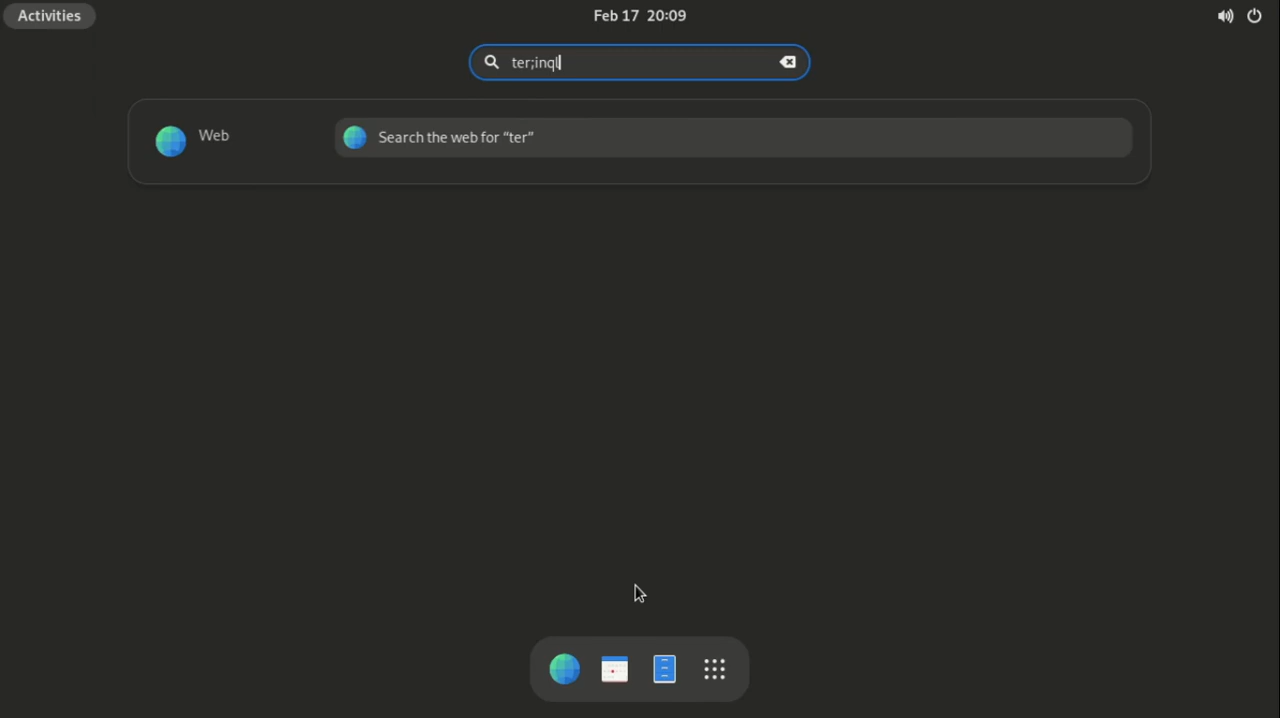 Activities
Feb 17 20:09
ter;inql
Web
Search the web for “ter”